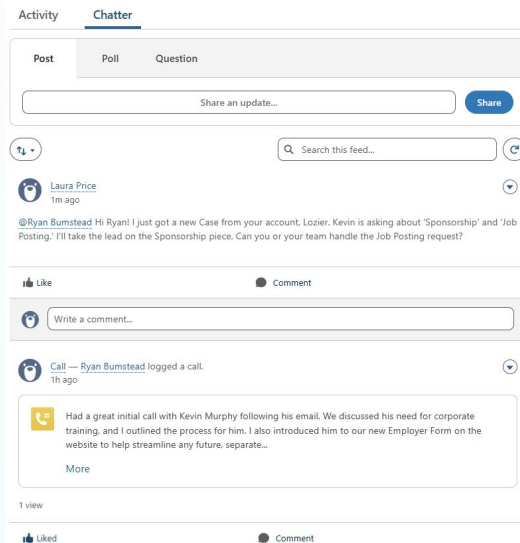 Activity Chatter
Post Poll Question
Share an update...
Share
Search this feed...
Laura Price
1m ago
@Ryan Bumstead Hi Ryan! I just got a new Case from your account, Lozier. Kevin is asking about 'Sponsorship' and 'Job
Posting.' I'll take the lead on the Sponsorship piece. Can you or your team handle the Job Posting request?
Like Comment
Write a comment...
Call — Ryan Bumstead logged a call.
1h ago
Had a great initial call with Kevin Murphy following his email. We discussed his need for corporate
training, and I outlined the process for him. I also introduced him to our new Employer Form on the
website to help streamline any future, separate...
More
1 view
Liked Comment